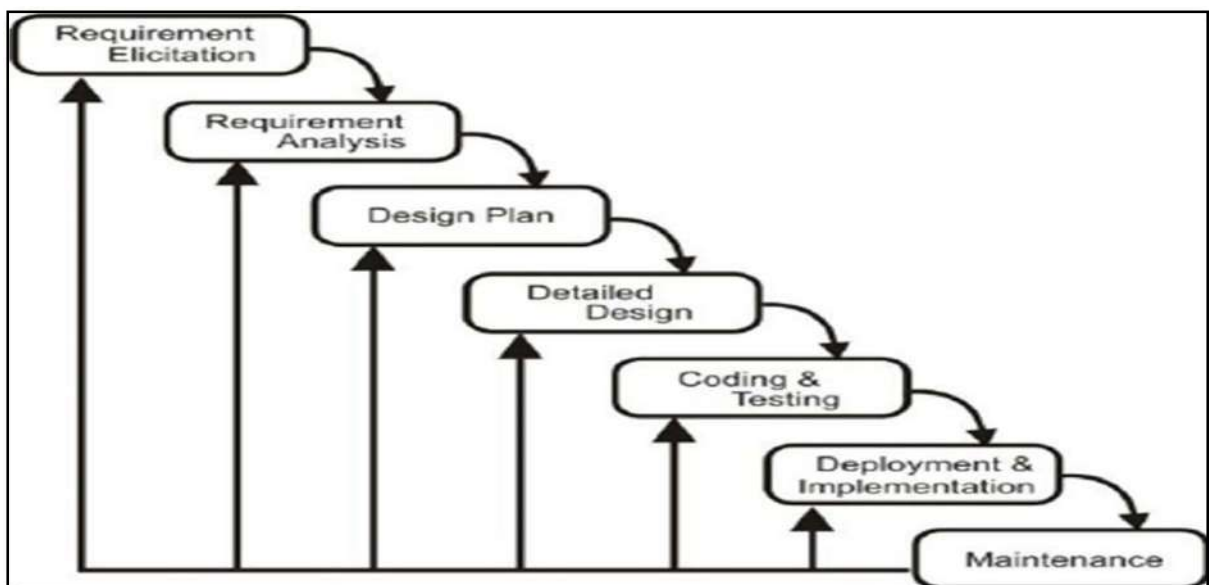 Requirement
Elicitation
Requirement
Analysis
Design Plan
Detailed
Design
Coding &
Testing
Deployment &
Implementation
Maintenance